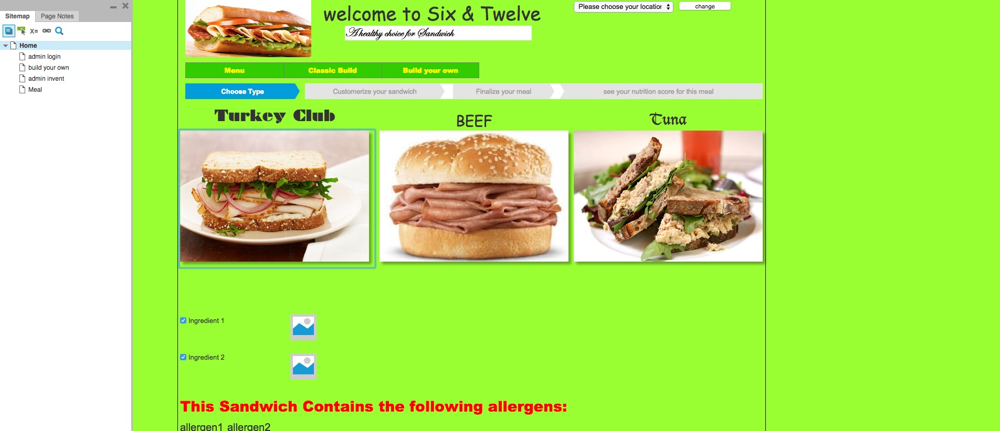 Sitemap Page Notes
X=
Home
admin login
build your own
admin invent
Meal
welcome to Six & Twelve
A healthy choice for Sandwich
Please choose your location
change
Menu Classic Build Build your own
Choose Type Customerize your sandwich Finalize your meal see your nutrition score for this meal
Turkey Club BEEF Tuna
Ingredient 1
Ingredient 2
This Sandwich Contains the following allergens:
allergen1 allergen2